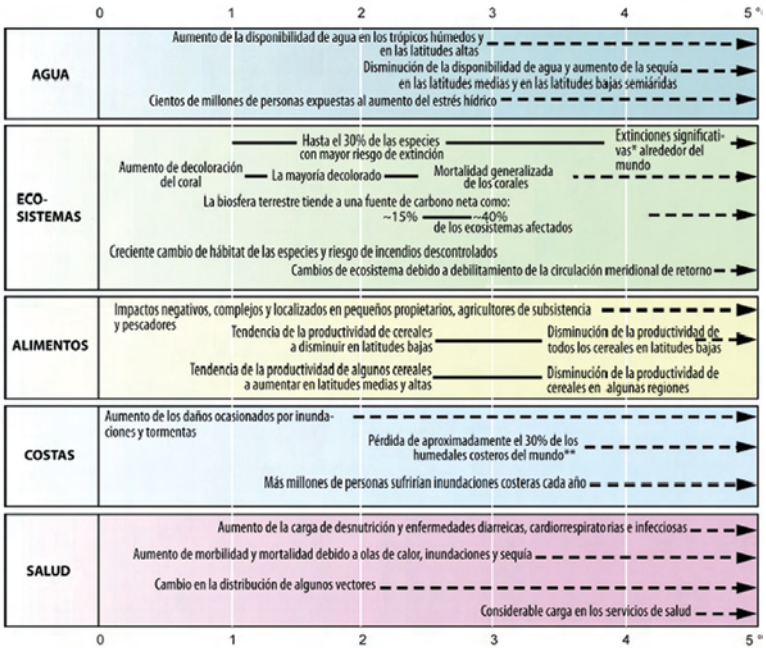 0 1 2 3 4 5 °
AGUA
Aumento de la disponibilidad de agua en los trópicos húmedos y
en las latitudes altas
Disminución de la disponibilidad de agua y aumento de la sequía
en las latitudes medias y en las latitudes bajas semiáridas
Cientos de millones de personas expuestas al aumento del estrés hídrico
ECO-
SISTEMAS
Hasta el 30% de las especies
con mayor riesgo de extinción
Extinciones significati-
vas* alrededor del
mundo
Aumento de decoloración
del coral
La mayoría decolorado
Mortalidad generalizada
de los corales
La biosfera terrestre tiende a una fuente de carbono neta como:
~15% ~40%
de los ecosistemas afectados
Creciente cambio de hábitat de las especies y riesgo de incendios descontrolados
Cambios de ecosistema debido a debilitamiento de la circulación meridional de retorno
ALIMENTOS
Impactos negativos, complejos y localizados en pequeños propietarios, agricultores de subsistencia
y pescadores
Tendencia de la productividad de cereales
a disminuir en latitudes bajas
Disminución de la productividad de
todos los cereales en latitudes bajas
Tendencia de la productividad de algunos cereales
a aumentar en latitudes medias y altas
Disminución de la productividad de
cereales en algunas regiones
COSTAS
Aumento de los daños ocasionados por inunda-
ciones y tormentas
Pérdida de aproximadamente el 30% de los
humedales costeros del mundo**
Más millones de personas sufrirían inundaciones costeras cada año
SALUD
Aumento de la carga de desnutrición y enfermedades diarreicas, cardiorrespiratorias e infecciosas
Aumento de morbilidad y mortalidad debido a olas de calor, inundaciones y sequía
Cambio en la distribución de algunos vectores
Considerable carga en los servicios de salud
0 1 2 3 4 5 °